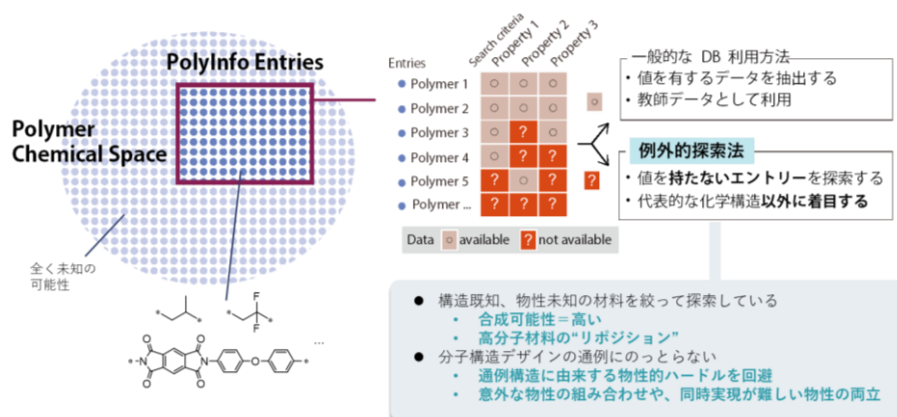 PolyInfo Entries
Polymer
Chemical Space
全く未知の
可能性
F
F
*
*
*
*
...
O
O
*-N
N
O
*
O
O
Search criteria
Property 1
Property 2
Property 3
Entries
Polymer 1
Polymer 2
Polymer 3
?
Polymer 4
? ?
Polymer 5
? ?
Polymer ...
? ? ?
?
Data available ? not available
一般的な DB 利用方法
・値を有するデータを抽出する
・教師データとして利用
例外的探索法
・値を持たないエントリーを探索する
・代表的な化学構造以外に着目する
● 構造既知、物性未知の材料を絞って探索している
・ 合成可能性＝高い
・ 高分子材料の“リポジション”
● 分子構造デザインの通例にのっとらない
・ 通例構造に由来する物性的ハードルを回避
・ 意外な物性の組み合わせや、同時実現が難しい物性の両立